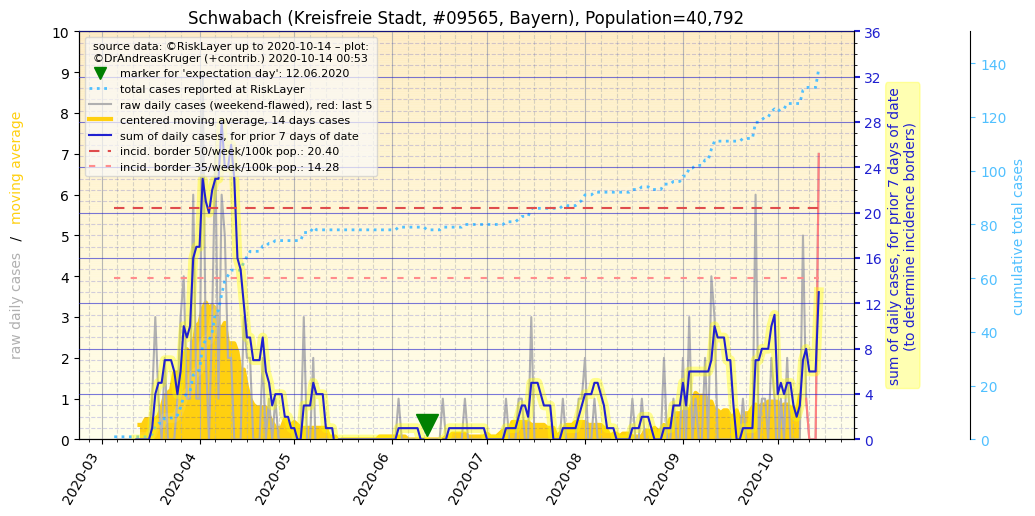 Schwabach (Kreisfreie Stadt, #09565, Bayern), Population=40,792
source data: ©RiskLayer up to 2020-10-14 – plot:
©DrAndreasKruger (+contrib.) 2020-10-14 00:53
marker for 'expectation day': 12.06.2020
total cases reported at RiskLayer
raw daily cases (weekend-flawed), red: last 5
centered moving average, 14 days cases
sum of daily cases, for prior 7 days of date
incid. border 50/week/100k pop.: 20.40
incid. border 35/week/100k pop.: 14.28
raw daily cases / moving average
10
9
8
7
6
5
4
3
2
1
0
2020-03
2020-04
2020-05
2020-06
2020-07
2020-08
2020-09
2020-10
36
32
28
24
20
16
12
8
4
0
sum of daily cases, for prior 7 days of date
(to determine incidence borders)
140
120
100
80
60
40
20
0
cumulative total cases